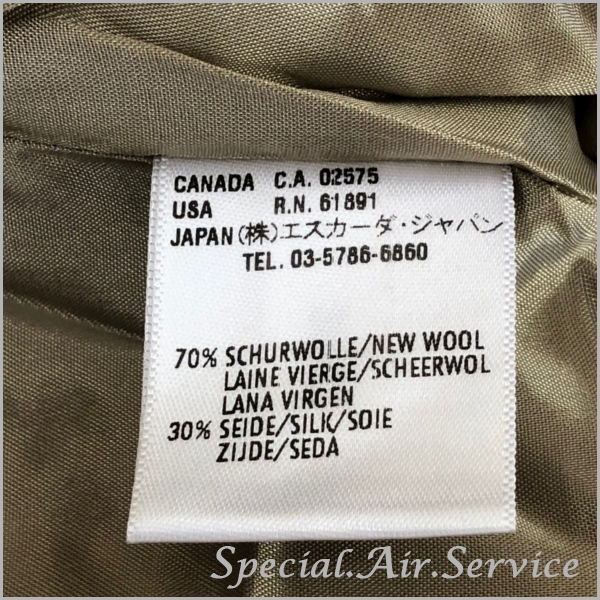 CANADA C.A. 02575
USA R.N. 61891
JAPAN (株)エスカーダ・ジャパン
TEL. 03-5786-6860
70% SCHURWOLLE/NEW WOOL
LAINE VIERGE/SCHEERWOL
LANA VIRGEN
30% SEIDE/SILK/SOIE
ZIJDE/SEDA
Special.Air.Service